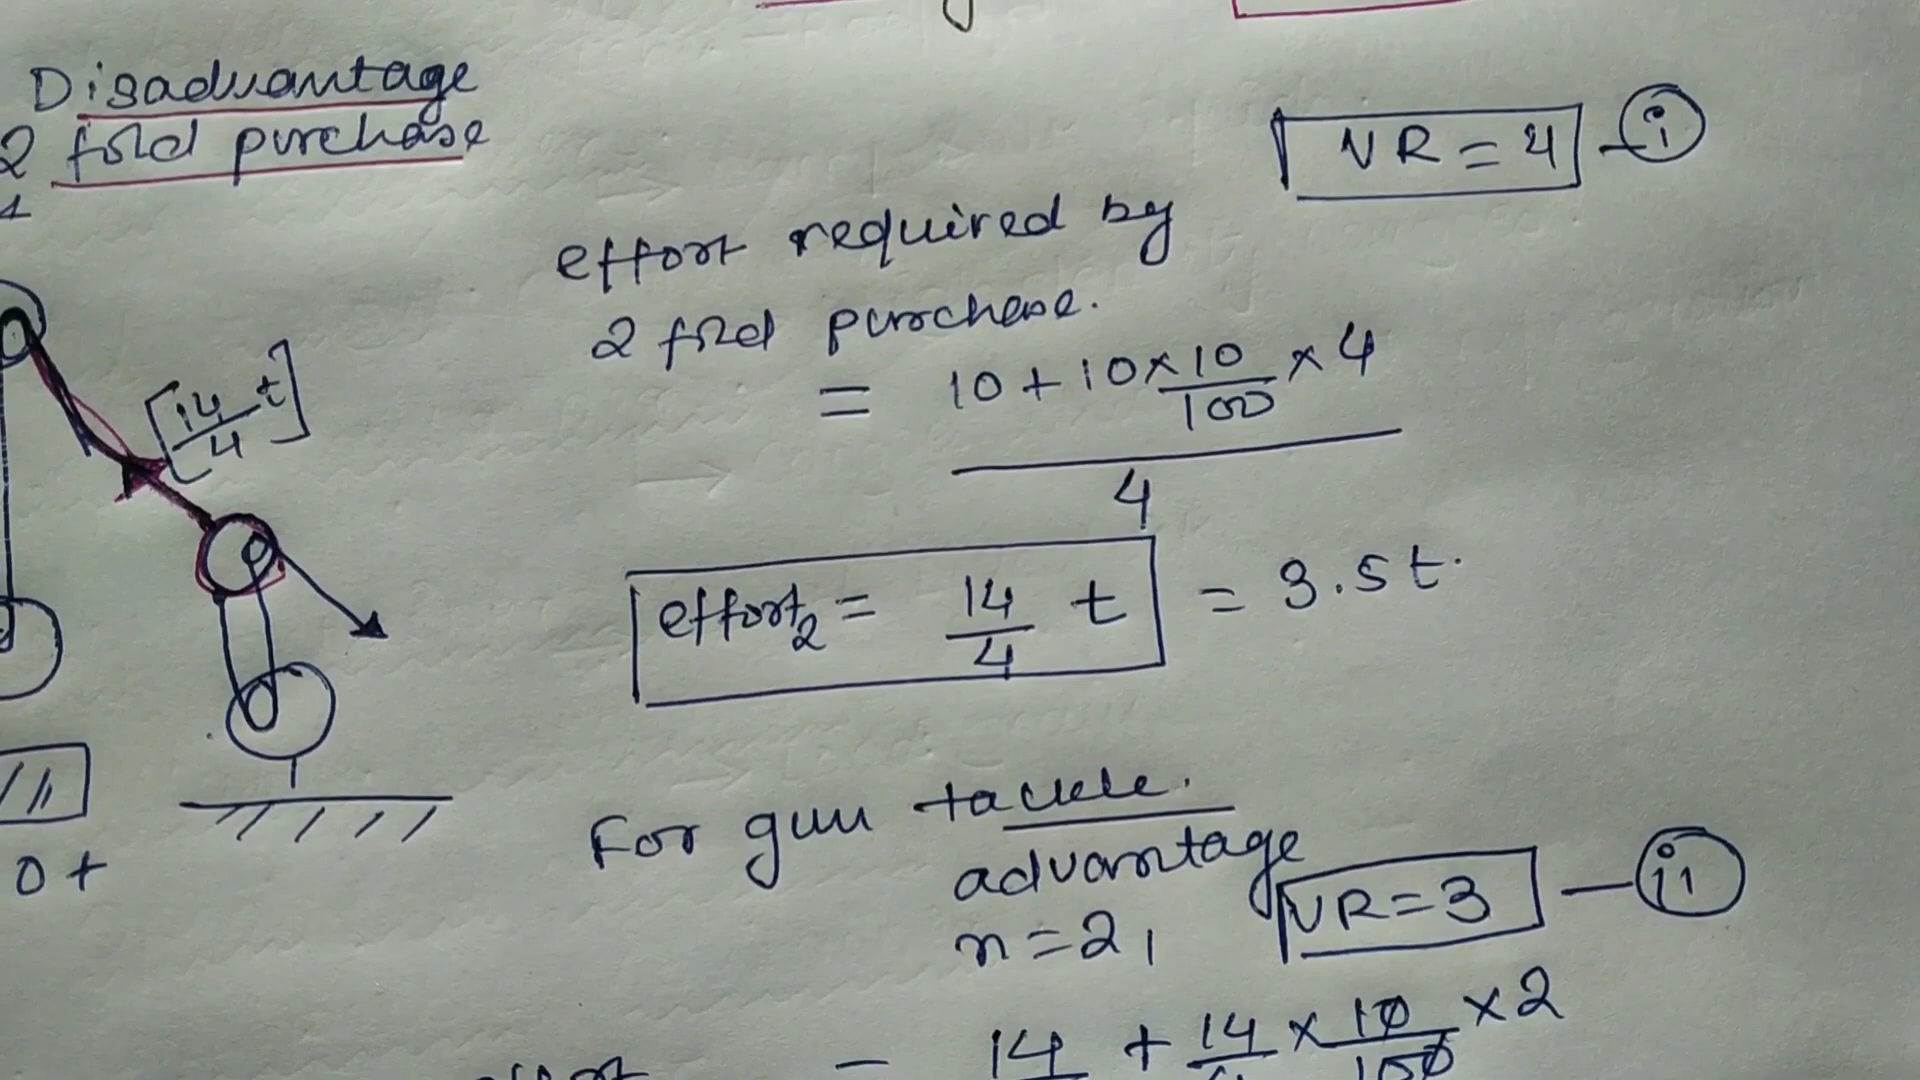 Disadvantage
2 fold purchase
VR = 4 - i
effort required by
2 fold purchase.
= 10 + 10 × 10/100 × 4
4
[14/4 t]
effort2 = 14/4 t = 3.5 t.
For gun tackle.
advantage
n = 2, VR = 3 - ii
0 t
effort = 14 + 14 × 10/100 × 2